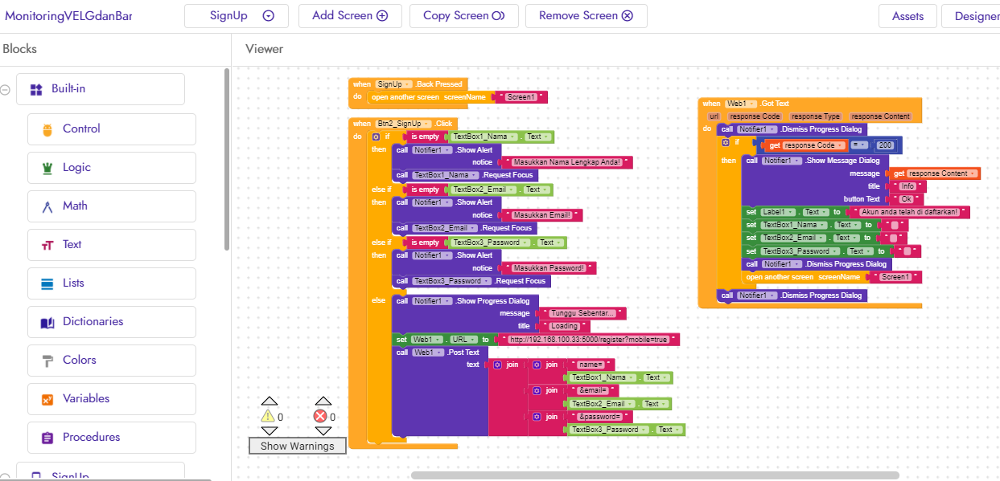 MonitoringVELGdanBar
SignUp
Add Screen
Copy Screen
Remove Screen
Assets
Designer
Blocks
Viewer
Built-in
Control
Logic
Math
Text
Lists
Dictionaries
Colors
Variables
Procedures
SignUp
when SignUp .Back Pressed
do open another screen screenName " Screen1 "
when Btn2_SignUp .Click
do if is empty TextBox1_Nama . Text
then call Notifier1 .Show Alert
notice " Masukkan Nama Lengkap Anda! "
call TextBox1_Nama .Request Focus
else if is empty TextBox2_Email . Text
then call Notifier1 .Show Alert
notice " Masukkan Email! "
call TextBox2_Email .Request Focus
else if is empty TextBox3_Password . Text
then call Notifier1 .Show Alert
notice " Masukkan Password! "
call TextBox3_Password .Request Focus
else call Notifier1 .Show Progress Dialog
message " Tunggu Sebentar... "
title " Loading "
set Web1 . URL to " http://192.168.100.33:5000/register?mobile=true "
call Web1 .Post Text
text join join " name= "
TextBox1_Nama . Text
join " &email= "
TextBox2_Email . Text
join " &password= "
TextBox3_Password . Text
when Web1 .Got Text
url response Code response Type response Content
do call Notifier1 .Dismiss Progress Dialog
if get response Code = 200
then call Notifier1 .Show Message Dialog
message get response Content
title " Info "
button Text " Ok "
set Label1 . Text to " Akun anda telah di daftarkan! "
set TextBox1_Nama . Text to " "
set TextBox2_Email . Text to " "
set TextBox3_Password . Text to " "
call Notifier1 .Dismiss Progress Dialog
open another screen screenName " Screen1 "
call Notifier1 .Dismiss Progress Dialog
0 0
Show Warnings